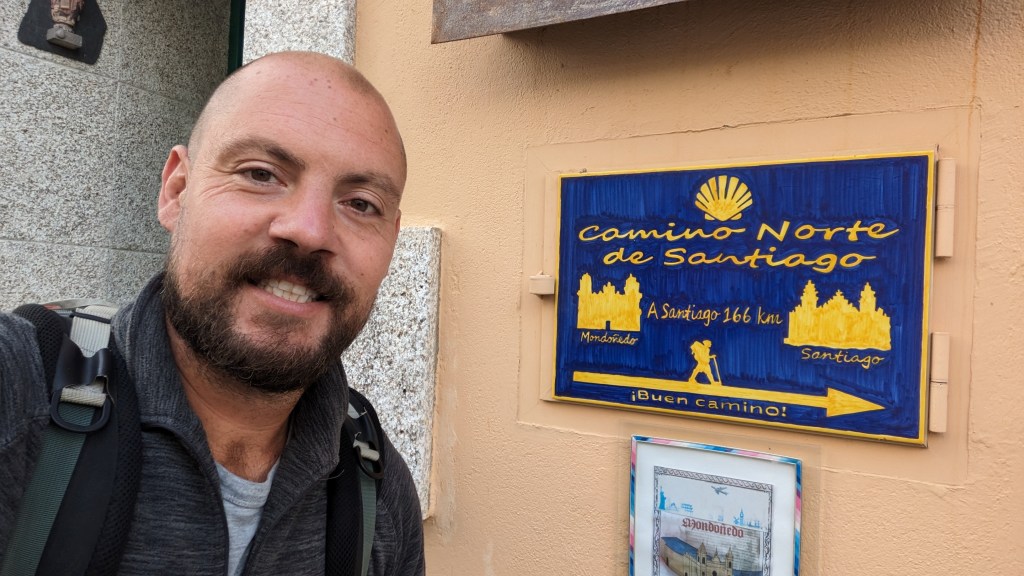 Camino Norte
de Santiago
A Santiago 166 km
Mondoñedo
Santiago
¡Buen camino!
Mondoñedo